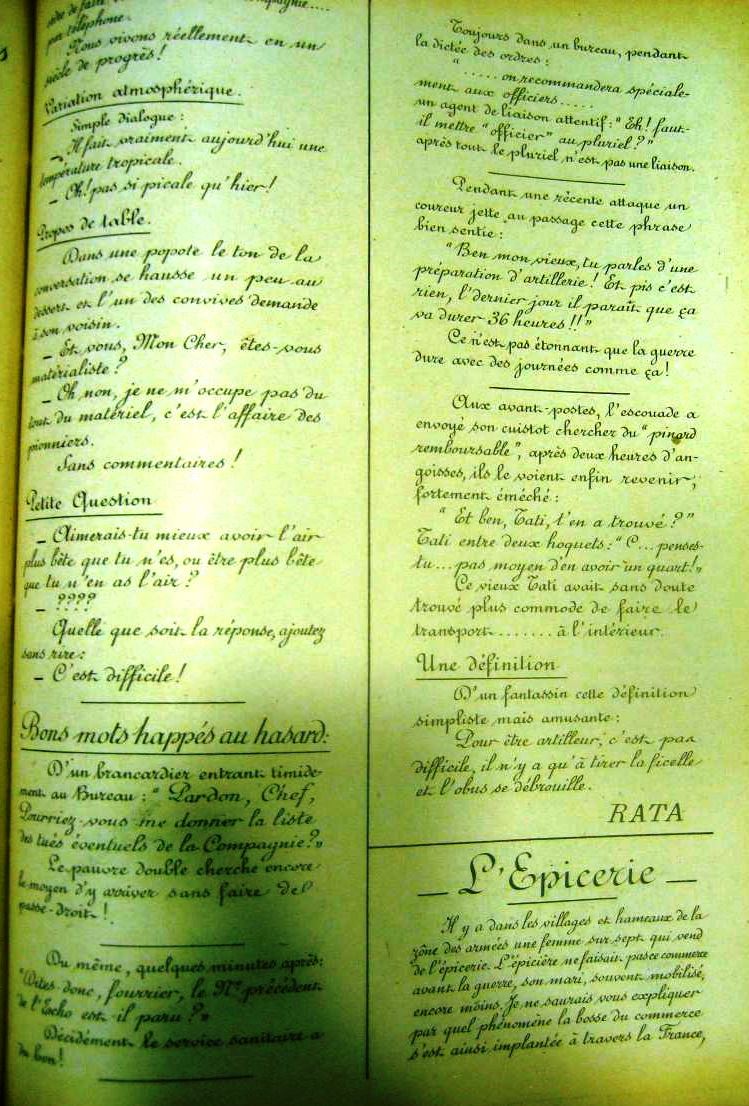 de faire
par téléphone.
Nous vivons réellement en un
siècle de progrès!
Variation atmosphérique.
Simple dialogue :
_ Il fait vraiment aujourd'hui une
température tropicale.
_ Oh! pas si picale qu'hier!
Propos de table.
Dans une popote le ton de la
conversation se hausse un peu au
dessert et l'un des convives demande
à son voisin.
_ Et vous, Mon Cher, êtes-vous
matérialiste ?
_ Oh non, je ne m'occupe pas du
tout du matériel, c'est l'affaire des
pionniers.
Sans commentaires !
Petite Question
_ Aimerais-tu mieux avoir l'air
plus bête que tu n'es, ou être plus bête
que tu n'en as l'air ?
_ ????
Quelle que soit la réponse, ajoutez
sans rire :
_ C'est difficile !
Bons mots happés au hasard:
D'un brancardier entrant timide-
ment au Bureau : " Pardon, Chef,
Pourriez-vous me donner la liste
des tués éventuels de la Compagnie ?"
Le pauvre double cherche encore
le moyen d'y arriver sans faire de
passe-droit !
Du même, quelques minutes après:
"Dites donc, fourrier, le N° précédent
de l'Echo est-il paru ?"
Décidément le service sanitaire a
du bon!
Toujours dans un bureau, pendant
la dictée des ordres :
" ..... on recommandera spéciale-
ment aux officiers.....
un agent de liaison attentif : " Eh! faut-
il mettre "officier" au pluriel ?"
après tout le pluriel n'est pas une liaison.
Pendant une récente attaque un
coureur jette au passage cette phrase
bien sentie :
"Ben mon vieux, tu parles d'une
préparation d'artillerie ! Et pis c'est
rien, l'dernier jour il paraît que ça
va durer 36 heures !!"
Ce n'est pas étonnant que la guerre
dure avec des journées comme ça !
Aux avant-postes, l'escouade a
envoyé son cuistot chercher du "pinard
remboursable", après deux heures d'an-
goisses, ils le voient enfin revenir,
fortement éméché :
" Et ben, Tati, t'en a trouvé ?"
Tati entre deux hoquets : " C... penses-
tu... pas moyen d'en avoir un quart!"
Ce vieux Tati avait sans doute
trouvé plus commode de faire le
transport........ à l'intérieur.
Une définition
D'un fantassin cette définition
simpliste mais amusante :
Pour être artilleur, c'est pas
difficile, il n'y a qu'à tirer la ficelle
et l'obus se débrouille.
RATA
_ L'Epicerie _
Il y a dans les villages et hameaux de la
zône des armées une femme sur sept qui vend
de l'épicerie. L'épicière ne faisait pas ce commerce
avant la guerre, son mari, souvent mobilisé,
encore moins. Je ne saurais vous expliquer
par quel phénomène la bosse du commerce
s'est ainsi implantée à travers la France,